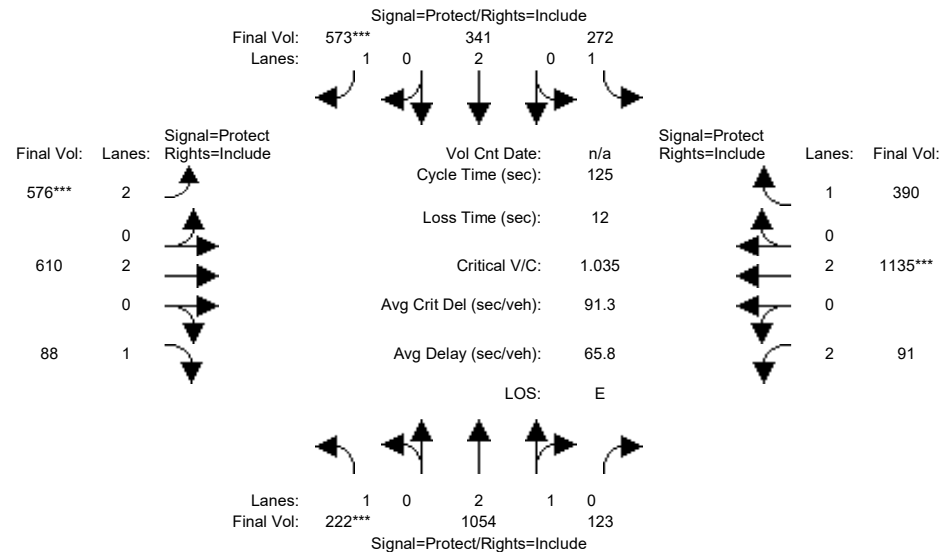 Signal=Protect/Rights=Include
Final Vol: 573*** 341 272
Lanes: 1 0 2 0 1
Signal=Protect Signal=Protect
Final Vol: Lanes: Rights=Include Vol Cnt Date: n/a Rights=Include Lanes: Final Vol:
Cycle Time (sec): 125
576*** 2 1 390
Loss Time (sec): 12
0 0
610 2 Critical V/C: 1.035 2 1135***
0 Avg Crit Del (sec/veh): 91.3 0
88 1 Avg Delay (sec/veh): 65.8 2 91
LOS: E
Lanes: 1 0 2 1 0
Final Vol: 222*** 1054 123
Signal=Protect/Rights=Include